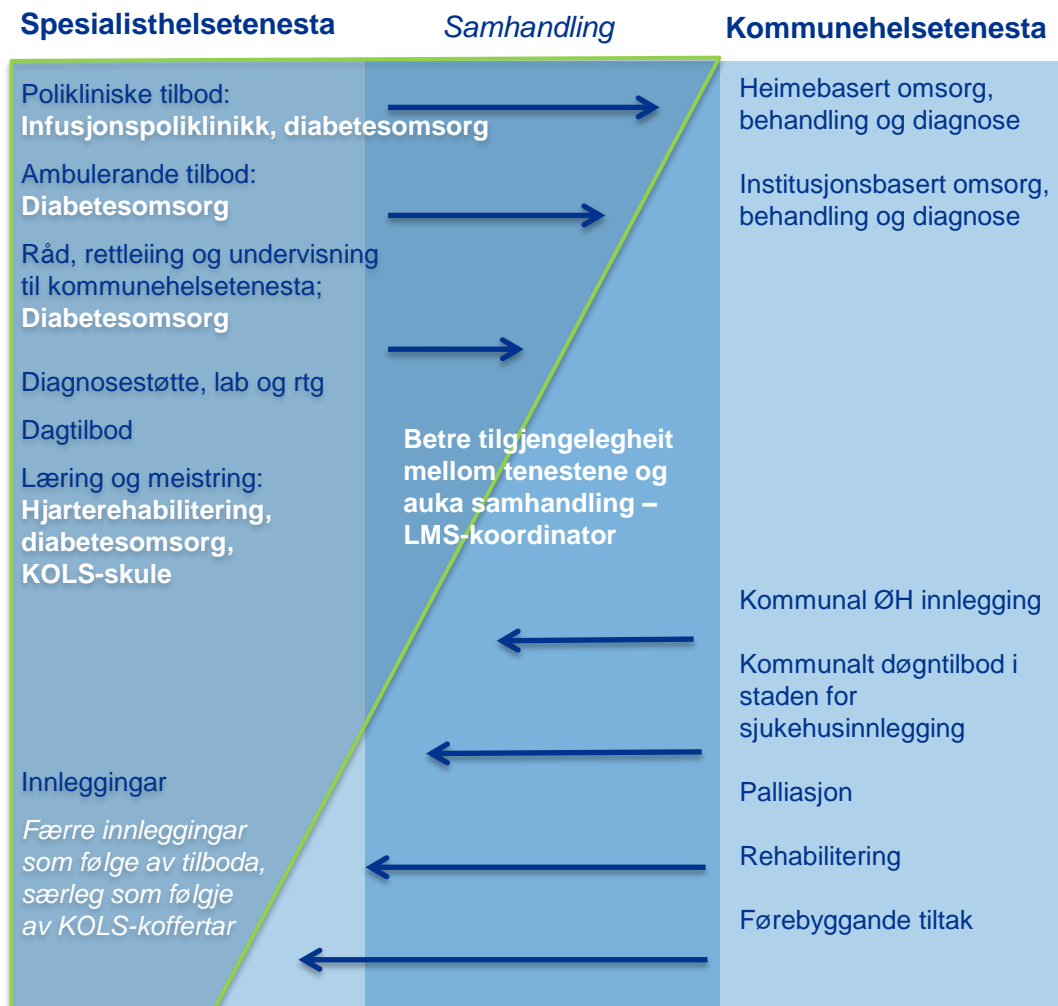 Spesialisthelsetenesta
Samhandling
Kommunehelsetenesta
Polikliniske tilbod:
Infusjonspoliklinikk, diabetesomsorg
Ambulerande tilbod:
Diabetesomsorg
Råd, rettleiing og undervisning
til kommunehelsetenesta;
Diabetesomsorg
Diagnosestøtte, lab og rtg
Dagtilbod
Læring og meistring:
Hjarterehabilitering,
diabetesomsorg,
KOLS-skule
Innleggingar
Færre innleggingar
som følge av tilboda,
særleg som følgje
av KOLS-koffertar
Betre tilgjengelegheit
mellom tenestene og
auka samhandling –
LMS-koordinator
Heimebasert omsorg,
behandling og diagnose
Institusjonsbasert omsorg,
behandling og diagnose
Kommunal ØH innlegging
Kommunalt døgntilbod i
staden for
sjukehusinnlegging
Palliasjon
Rehabilitering
Førebyggande tiltak